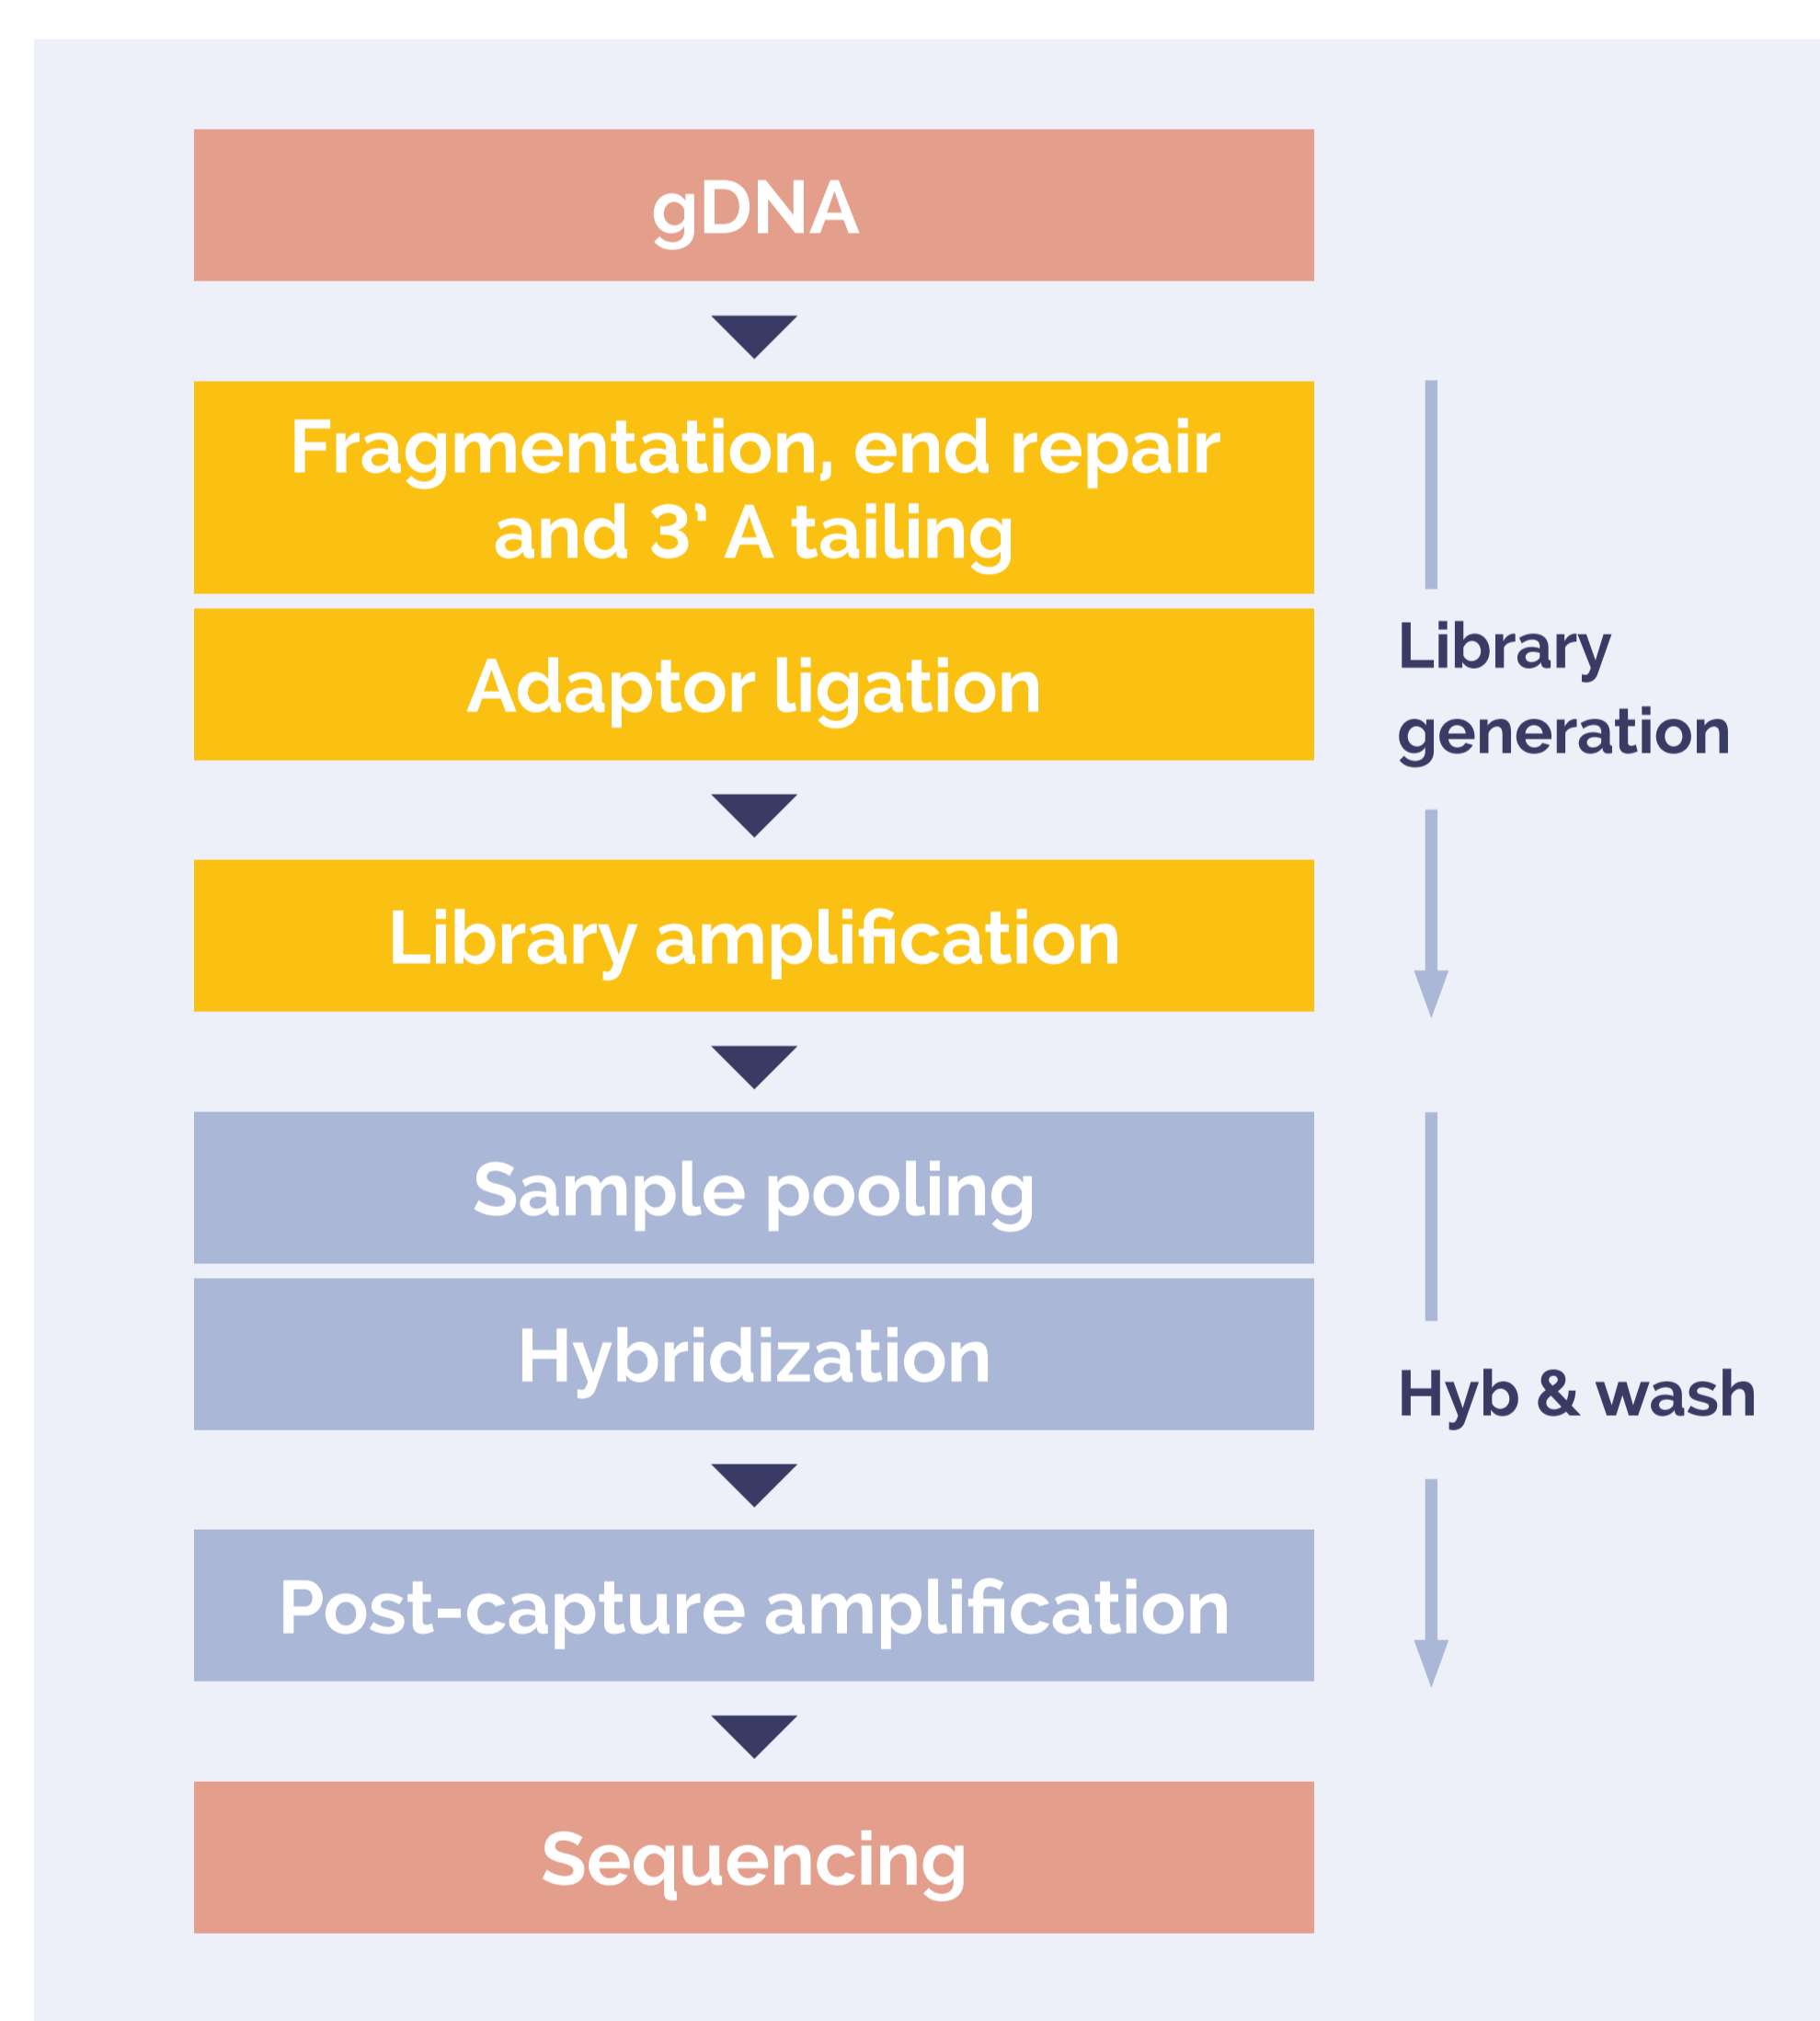 gDNA
Fragmentation, end repair
and 3’ A tailing
Adaptor ligation
Library
generation
Library amplification
Sample pooling
Hybridization
Hyb & wash
Post-capture amplification
Sequencing